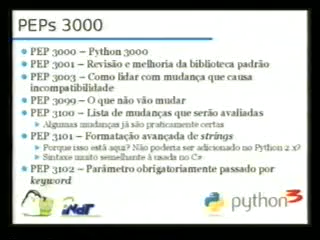 PEPs 3000
PEP 3000 – Python 3000
PEP 3001 – Revisão e melhoria da biblioteca padrão
PEP 3003 – Como lidar com mudança que causa
incompatibilidade
PEP 3099 – O que não vão mudar
PEP 3100 – Lista de mudanças que serão avaliadas
Algumas mudanças já são praticamente certas
PEP 3101 – Formatação avançada de strings
Porque isso está aqui? Não poderia ser adicionado no Python 2.x?
Sintaxe muito semelhante à usada no C#
PEP 3102 – Parâmetro obrigatoriamente passado por
keyword
iNdT
python3